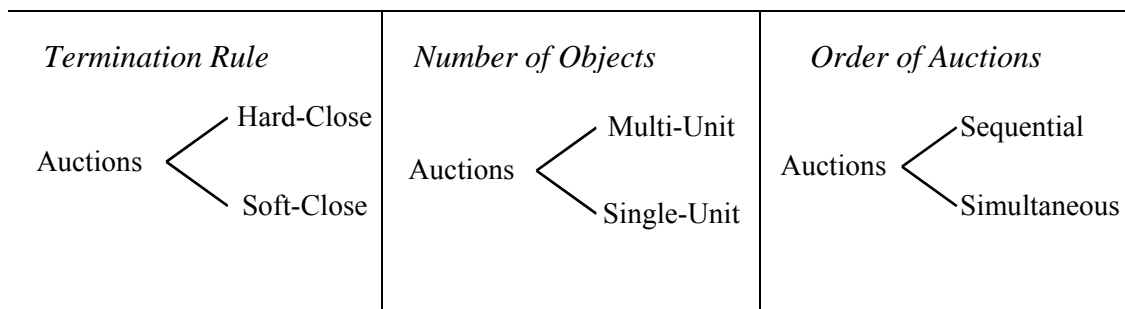 Termination Rule
Hard-Close
Auctions
Soft-Close
Number of Objects
Multi-Unit
Auctions
Single-Unit
Order of Auctions
Sequential
Auctions
Simultaneous